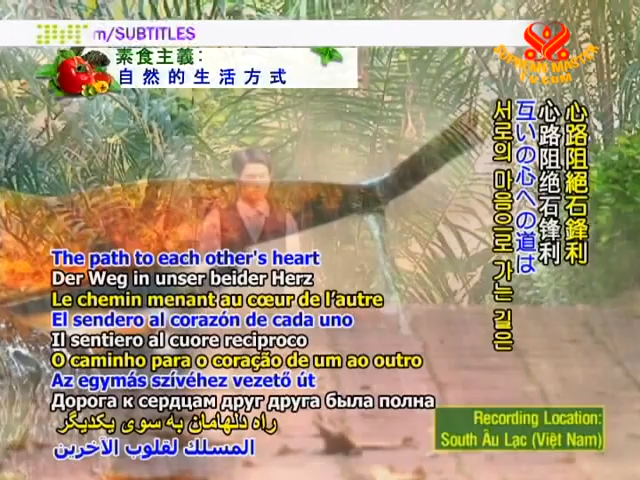 m/SUBTITLES
SUPREME MASTER
TV.COM
素食主義:
自然的生活方式
心路阻絕石鋒利
心路阻绝石锋利
互いの心への道は
서로의 마음으로 가는 길은
The path to each other's heart
Der Weg in unser beider Herz
Le chemin menant au cœur de l'autre
El sendero al corazón de cada uno
Il sentiero al cuore reciproco
O caminho para o coração de um ao outro
Az egymás szívéhez vezető út
Дорога к сердцам друг друга была полна
راه دلهامان به سوی یکدیگر
المسلك لقلوب الآخرين
Recording Location:
South Âu Lạc (Việt Nam)